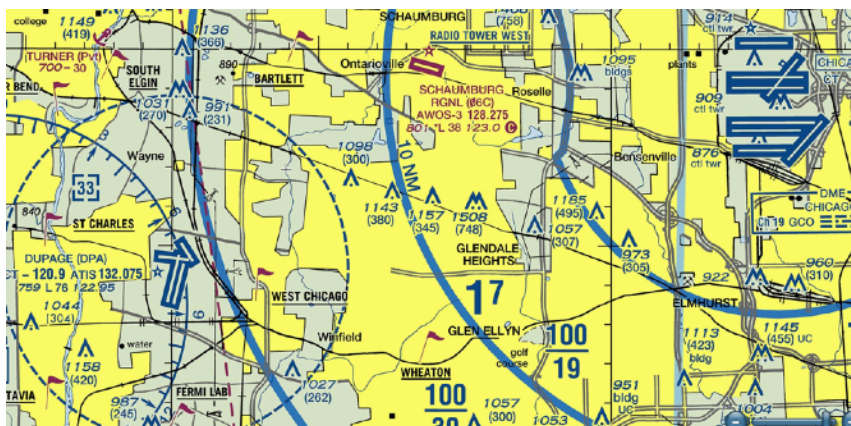 college
1149
(419)
1136
(366)
SCHAUMBURG
(758)
RADIO TOWER WEST
914
ctl twr
TURNER (Pvt)
700 - 30
SOUTH
ELGIN
890
BARTLETT
Ontarioville
1095
bldgs
plants
CHICA
CT
R BEND
1031
(270)
991
(231)
SCHAUMBURG
RGNL (06C)
AWOS-3 128.275
801 *L 38 123.0 C
Roselle
909
ctl twr
Wayne
1098
(300)
10 NM
Bensenville
876
ctl twr
33
1143
(380)
1157
(345)
1508
(748)
1185
(495)
1057
(307)
DME
CHICAGO
Ch 19 GCO
840
ST CHARLES
6
DUPAGE (DPA)
CT - 120.9 ATIS 132.075
759 L 76 122.95
GLENDALE
HEIGHTS
973
(305)
922
960
(310)
1044
(304)
WEST CHICAGO
17
ELMHURST
9
water
Winfield
GLEN ELLYN
golf
course
100
19
1113
(423)
bldg
1145
(455) UC
1158
(420)
WHEATON
TAVIA
FERMI LAB
1027
(262)
100
987
(245)
1057
(300)
1053
951
bldg
UC
1004